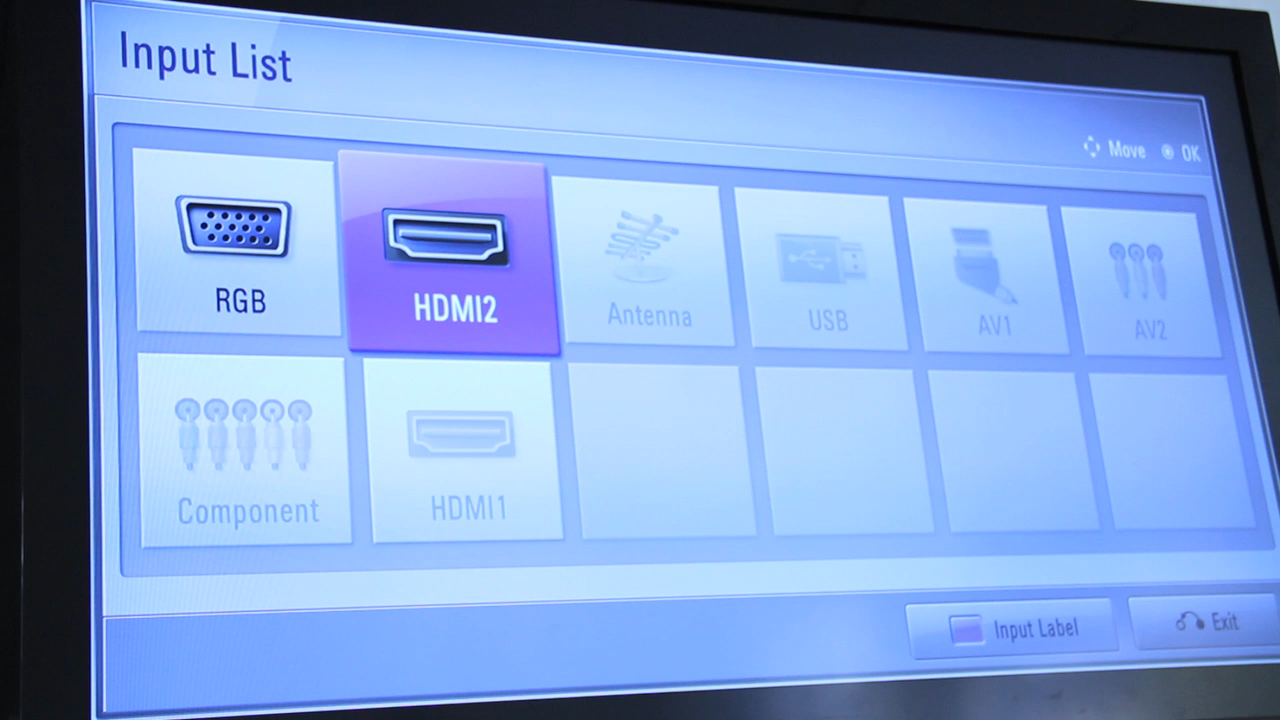 Input List
Move OK
RGB
HDMI2
Antenna
USB
AV1
AV2
Component
HDMI1
Input Label
Exit